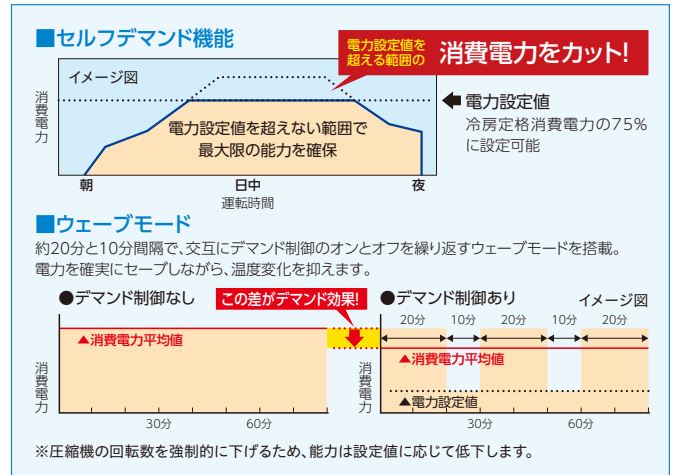 ■セルフデマンド機能
電力設定値を
超える範囲の
消費電力をカット!
イメージ図
消費電力
電力設定値を超えない範囲で
最大限の能力を確保
電力設定値
冷房定格消費電力の75%
に設定可能
朝 日中 夜
運転時間
■ウェーブモード
約20分と10分間隔で、交互にデマンド制御のオンとオフを繰り返すウェーブモードを搭載。
電力を確実にセーブしながら、温度変化を抑えます。
●デマンド制御なし
この差がデマンド効果!
●デマンド制御あり
イメージ図
20分 10分 20分 10分 20分
▲消費電力平均値
▲消費電力平均値
消費電力
消費電力
▲電力設定値
30分 60分
30分 60分
※圧縮機の回転数を強制的に下げるため、能力は設定値に応じて低下します。